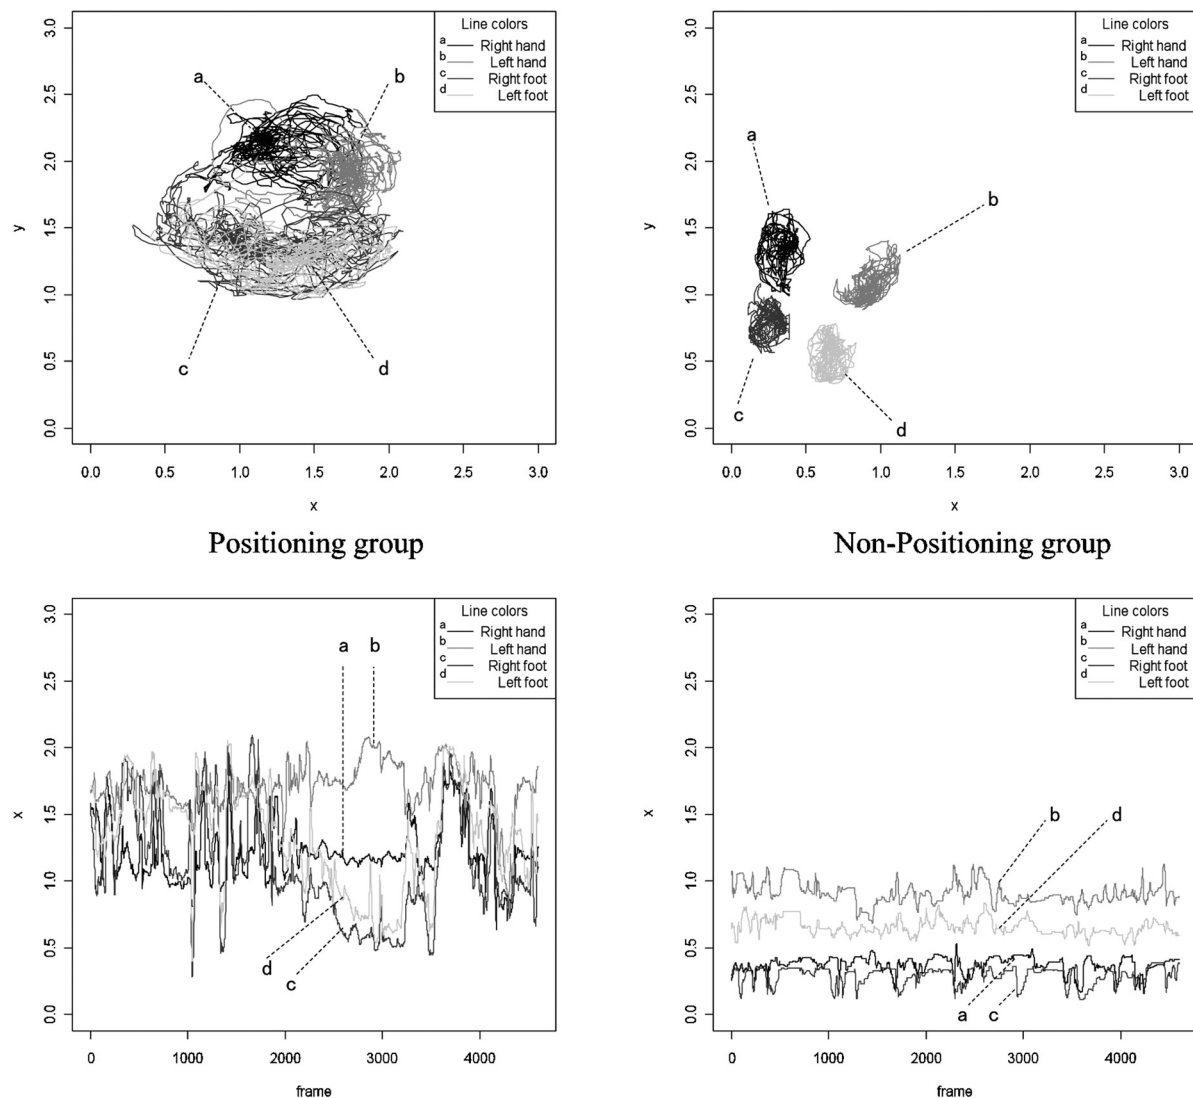 Line colors
a Right hand
b Left hand
c Right foot
d Left foot
3.0
2.5
2.0
1.5
1.0
0.5
0.0
y
a
b
c
d
0.0 0.5 1.0 1.5 2.0 2.5 3.0
x
Positioning group
Line colors
a Right hand
b Left hand
c Right foot
d Left foot
3.0
2.5
2.0
1.5
1.0
0.5
0.0
y
a
b
c
d
0.0 0.5 1.0 1.5 2.0 2.5 3.0
x
Non-Positioning group
Line colors
a Right hand
b Left hand
c Right foot
d Left foot
3.0
2.5
2.0
1.5
1.0
0.5
0.0
x
a b
d
c
0 1000 2000 3000 4000
frame
Line colors
a Right hand
b Left hand
c Right foot
d Left foot
3.0
2.5
2.0
1.5
1.0
0.5
0.0
x
b d
a c
0 1000 2000 3000 4000
frame